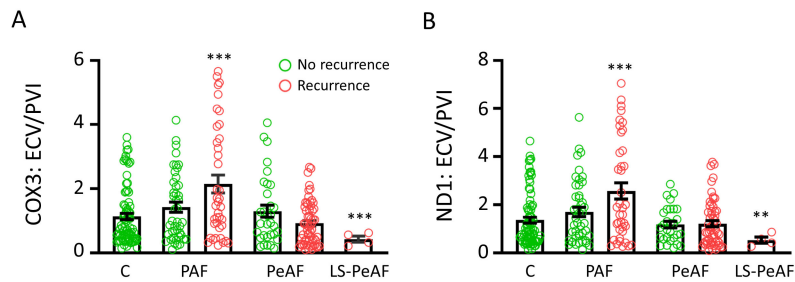 A
COX3: ECV/PVI
6
4
2
0
***
No recurrence
Recurrence
***
C
PAF
PeAF
LS-PeAF
B
ND1: ECV/PVI
8
6
4
2
0
***
**
C
PAF
PeAF
LS-PeAF